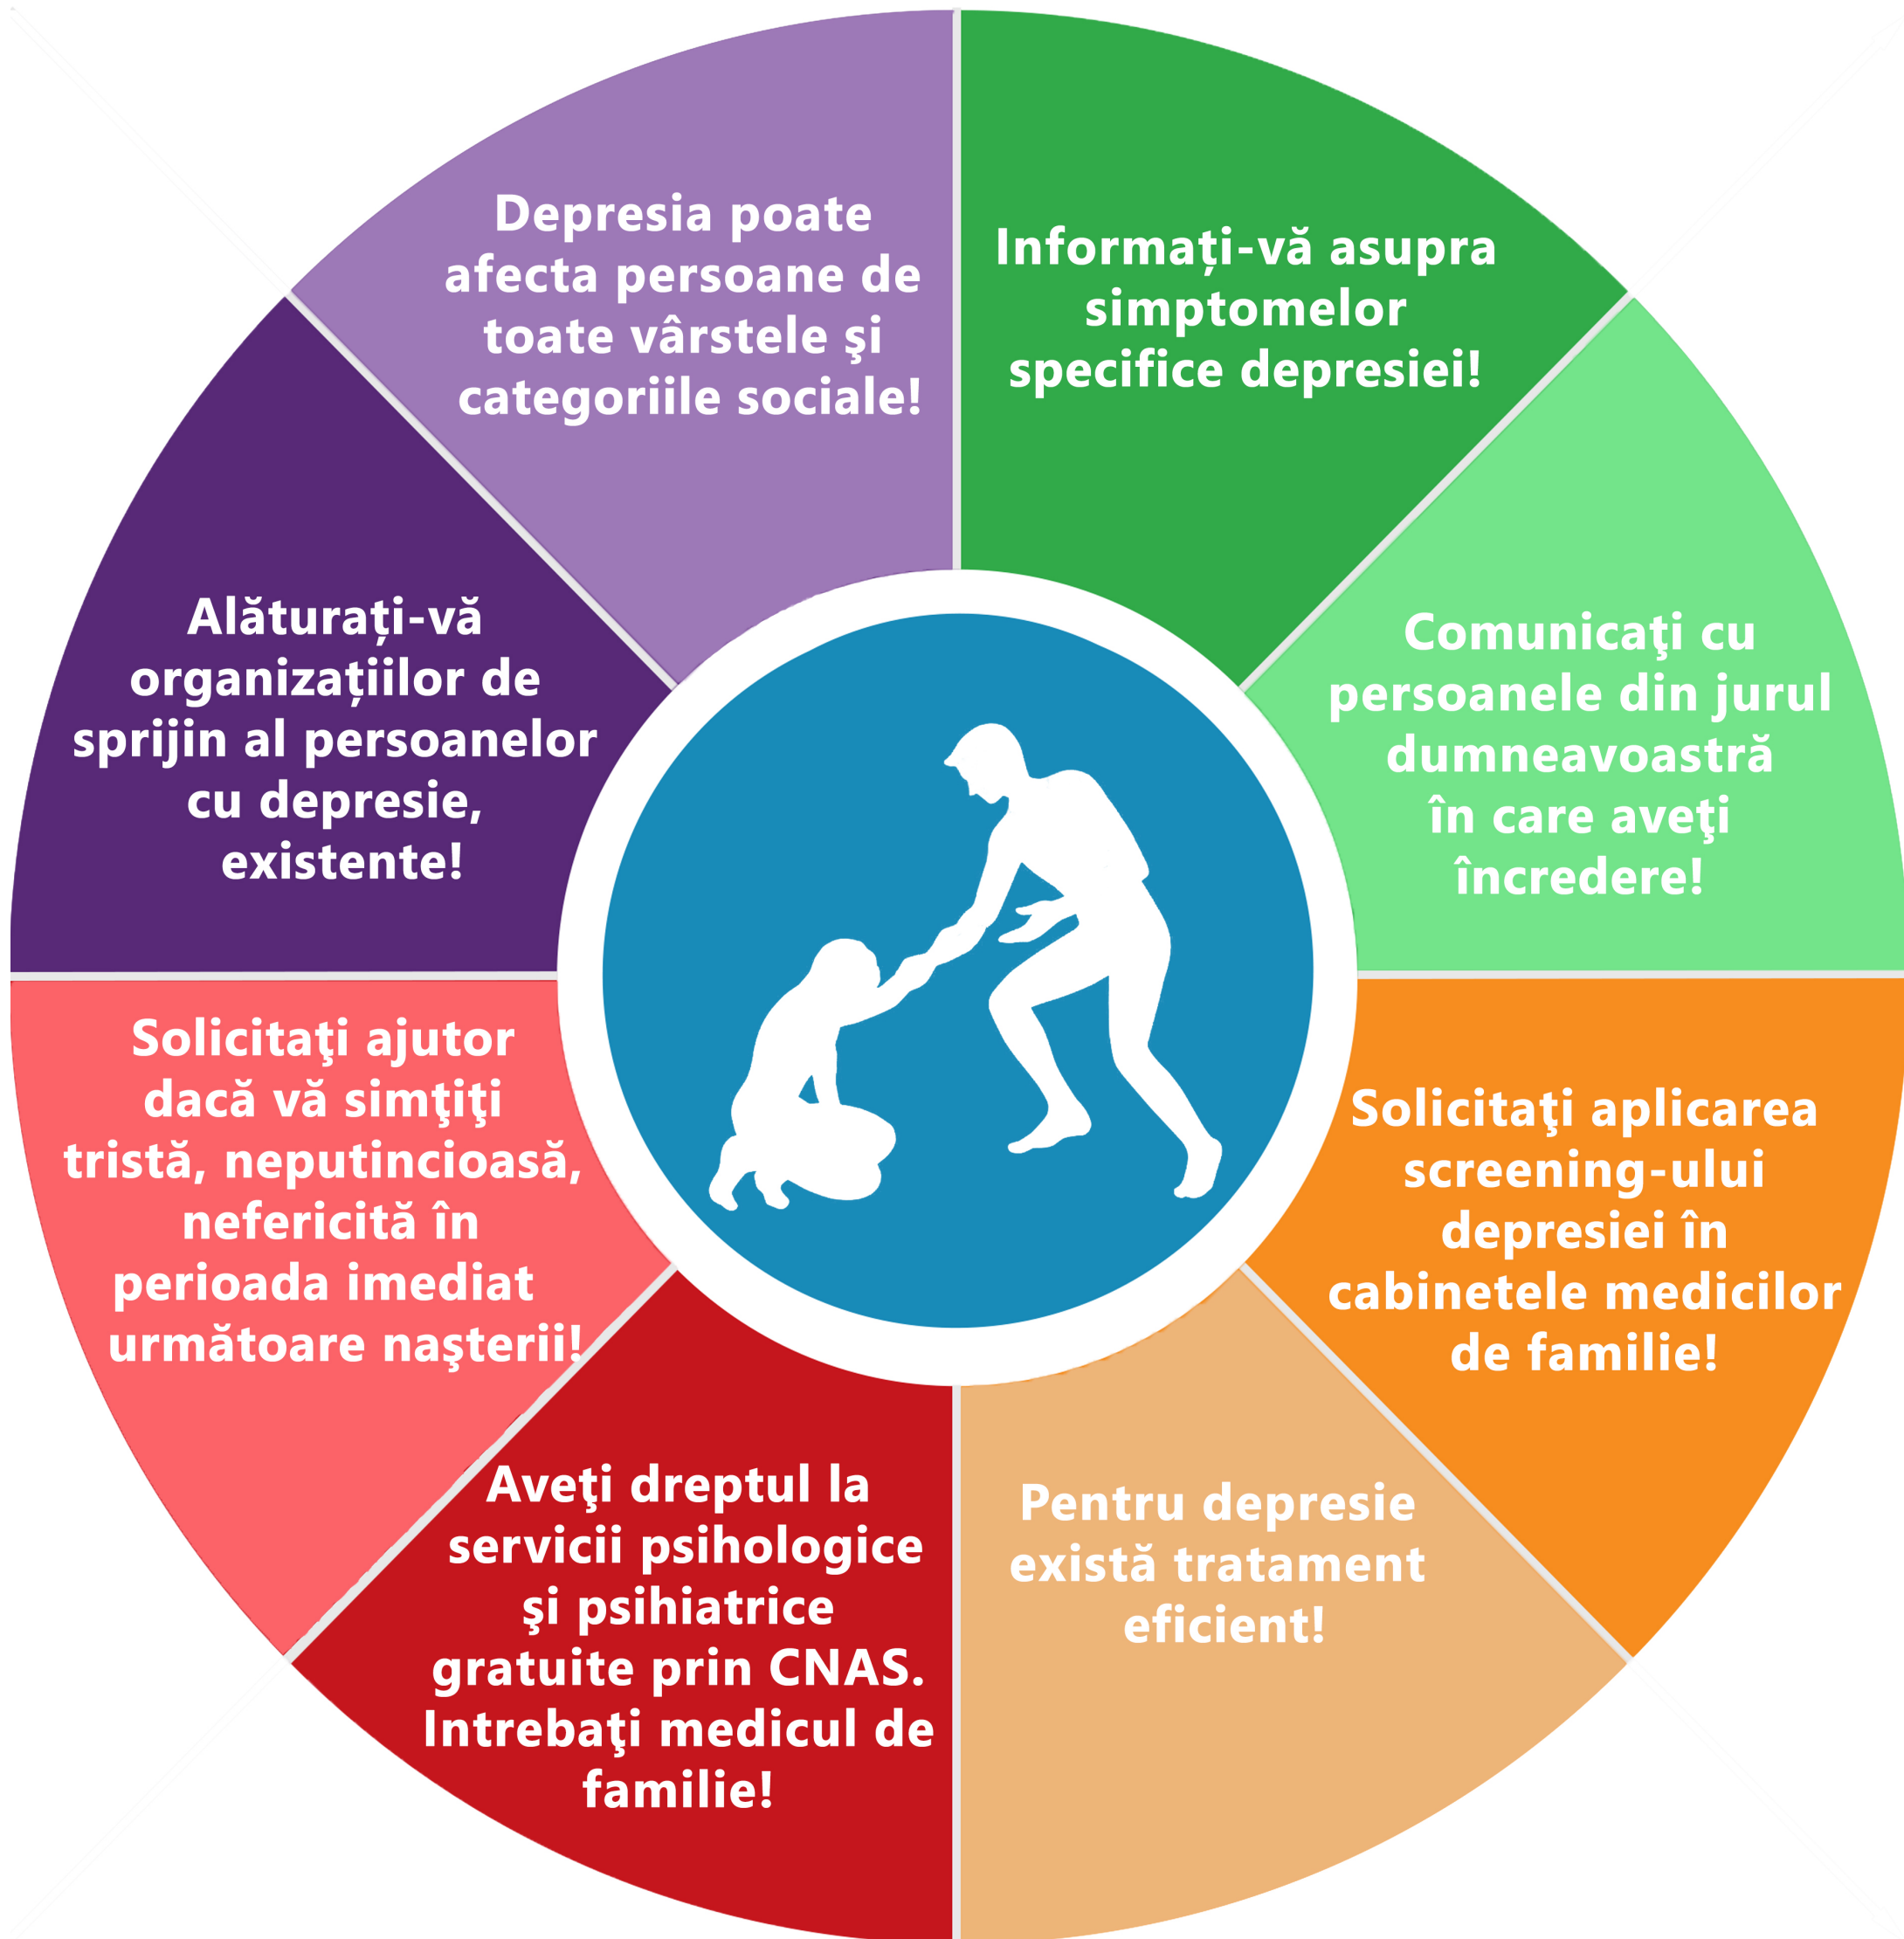 Depresia poate
afecta persoane de
toate vârstele şi
categoriile sociale!
Informați-vă asupra
simptomelor
specifice depresiei!
Comunicaţi cu
persoanele din jurul
dumneavoastră
în care aveţi
încredere!
Solicitaţi aplicarea
screening-ului
depresiei în
cabinetele medicilor
de familie!
Pentru depresie
există tratament
eficient!
Aveţi dreptul la
servicii psihologice
şi psihiatrice
gratuite prin CNAS.
Intrebaţi medicul de
familie!
Solicitaţi ajutor
dacă vă simţiţi
tristă, neputincioasă,
nefericită în
perioada imediat
următoare naşterii!
Alăturați-vă
organizațiilor de
sprijin al persoanelor
cu depresie,
existente!